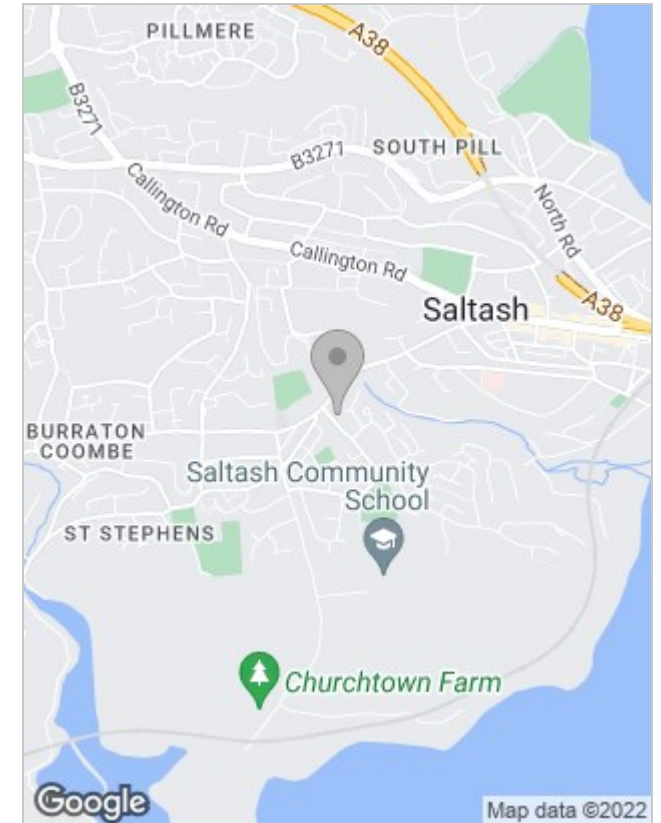 PILLMERE
A38
B3271
B3271
SOUTH PILL
Callington Rd
North Rd
Callington Rd
Saltash
A38
BURRATON
COOMBE
Saltash Community
School
ST STEPHENS
Churchtown Farm
Google
Map data ©2022